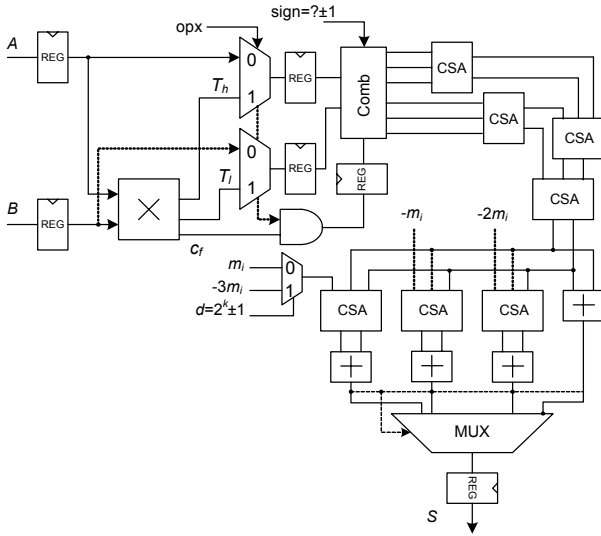 sign=?±1
opx
A
REG
0
1
T_h
REG
Comb
CSA
CSA
CSA
0
1
T_l
REG
REG
B
REG
×
c_f
CSA
-m_i
-2m_i
m_i
-3m_i
0
1
d=2^k±1
CSA
CSA
CSA
+
+
+
+
MUX
REG
S